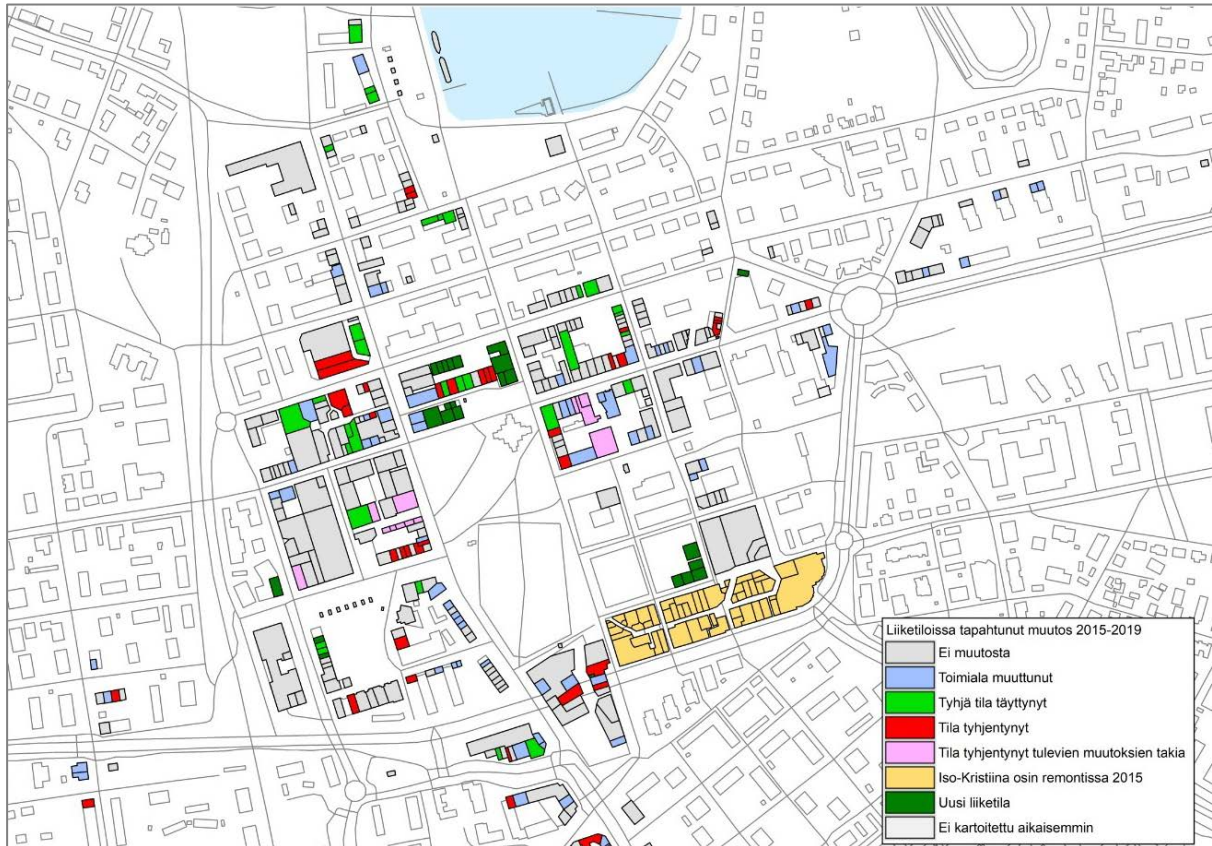 Liiketiloissa tapahtunut muutos 2015-2019
Ei muutosta
Toimiala muuttunut
Tyhjä tila täyttynyt
Tila tyhjentynyt
Tila tyhjentynyt tulevien muutoksien takia
Iso-Kristiina osin remontissa 2015
Uusi liiketila
Ei kartoitettu aikaisemmin